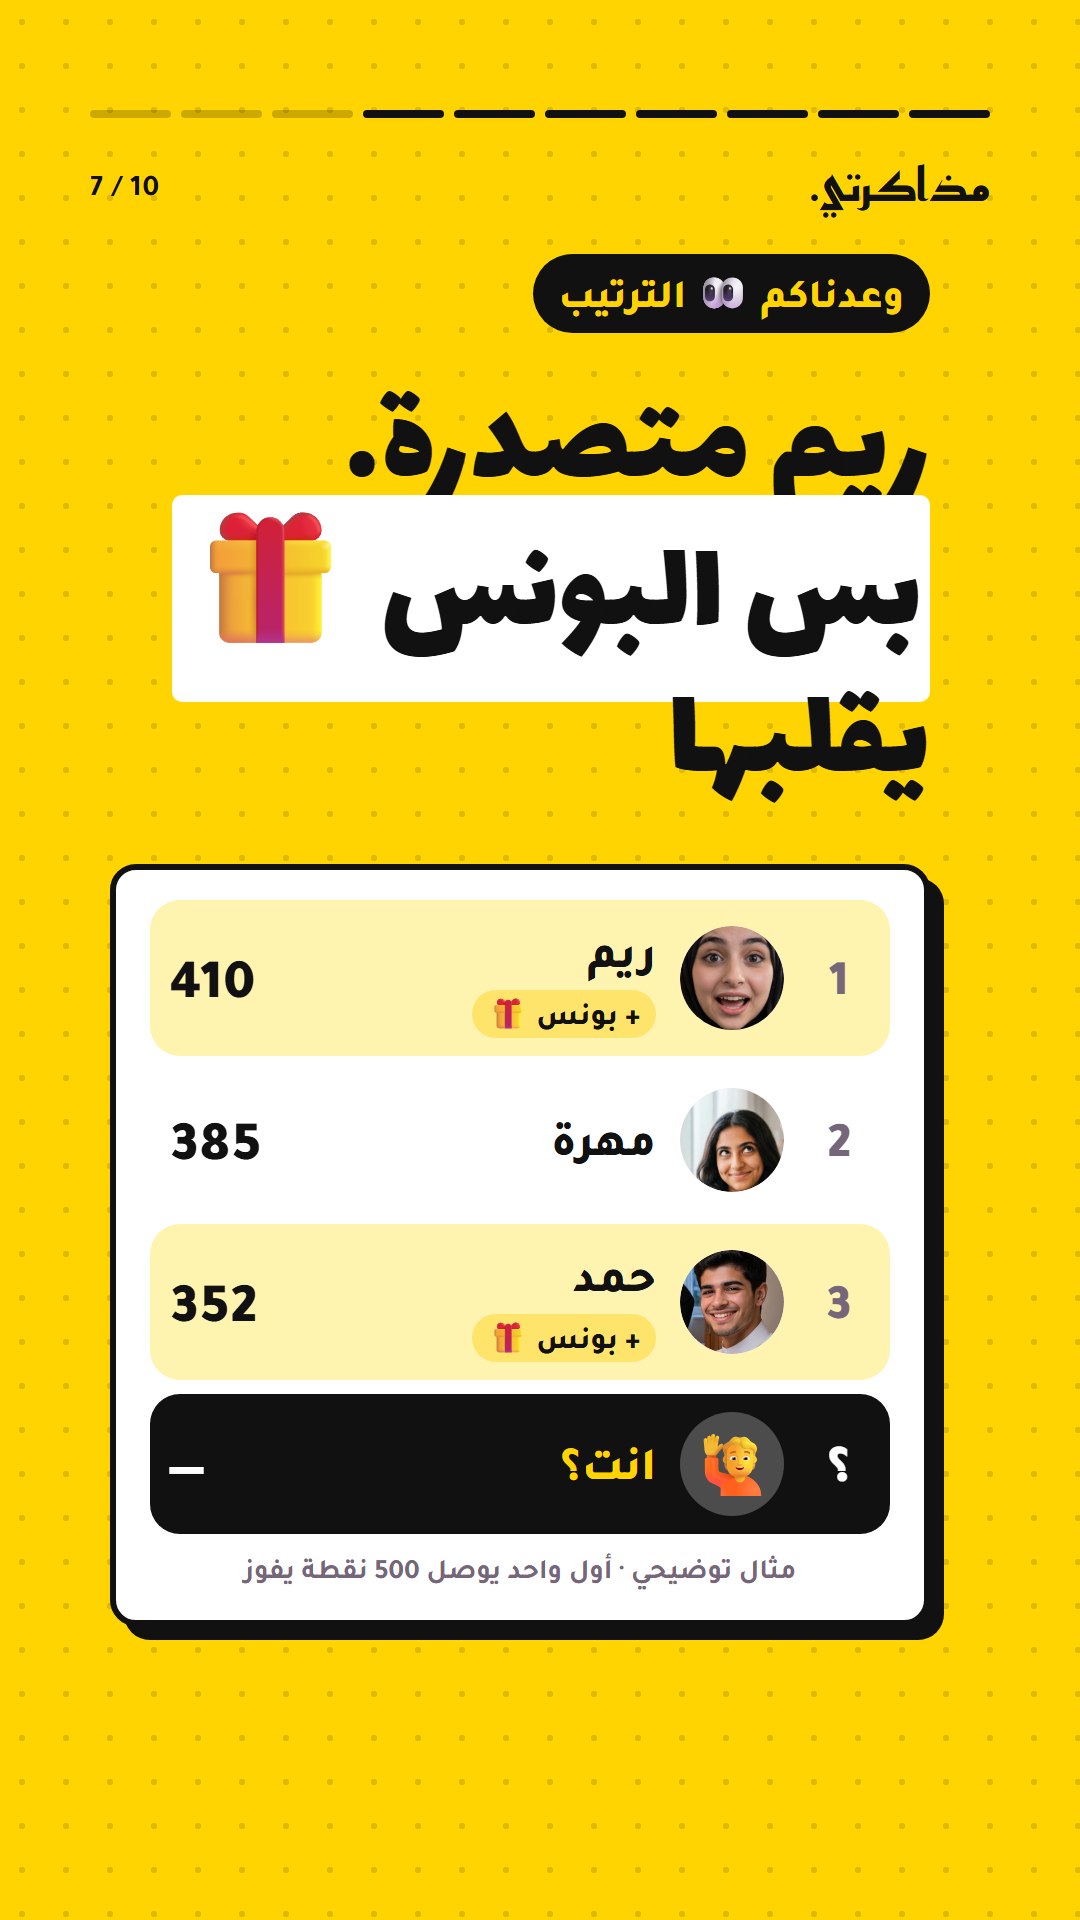 مذاكرتي.
7 / 10
وعدناكم 👀 الترتيب
ريم متصدرة.
بس البونس 🎁
يقلبها
1 ريم 410
+ بونس 🎁
2 مهرة 385
3 حمد 352
+ بونس 🎁
؟ انت؟ —
مثال توضيحي · أول واحد يوصل 500 نقطة يفوز